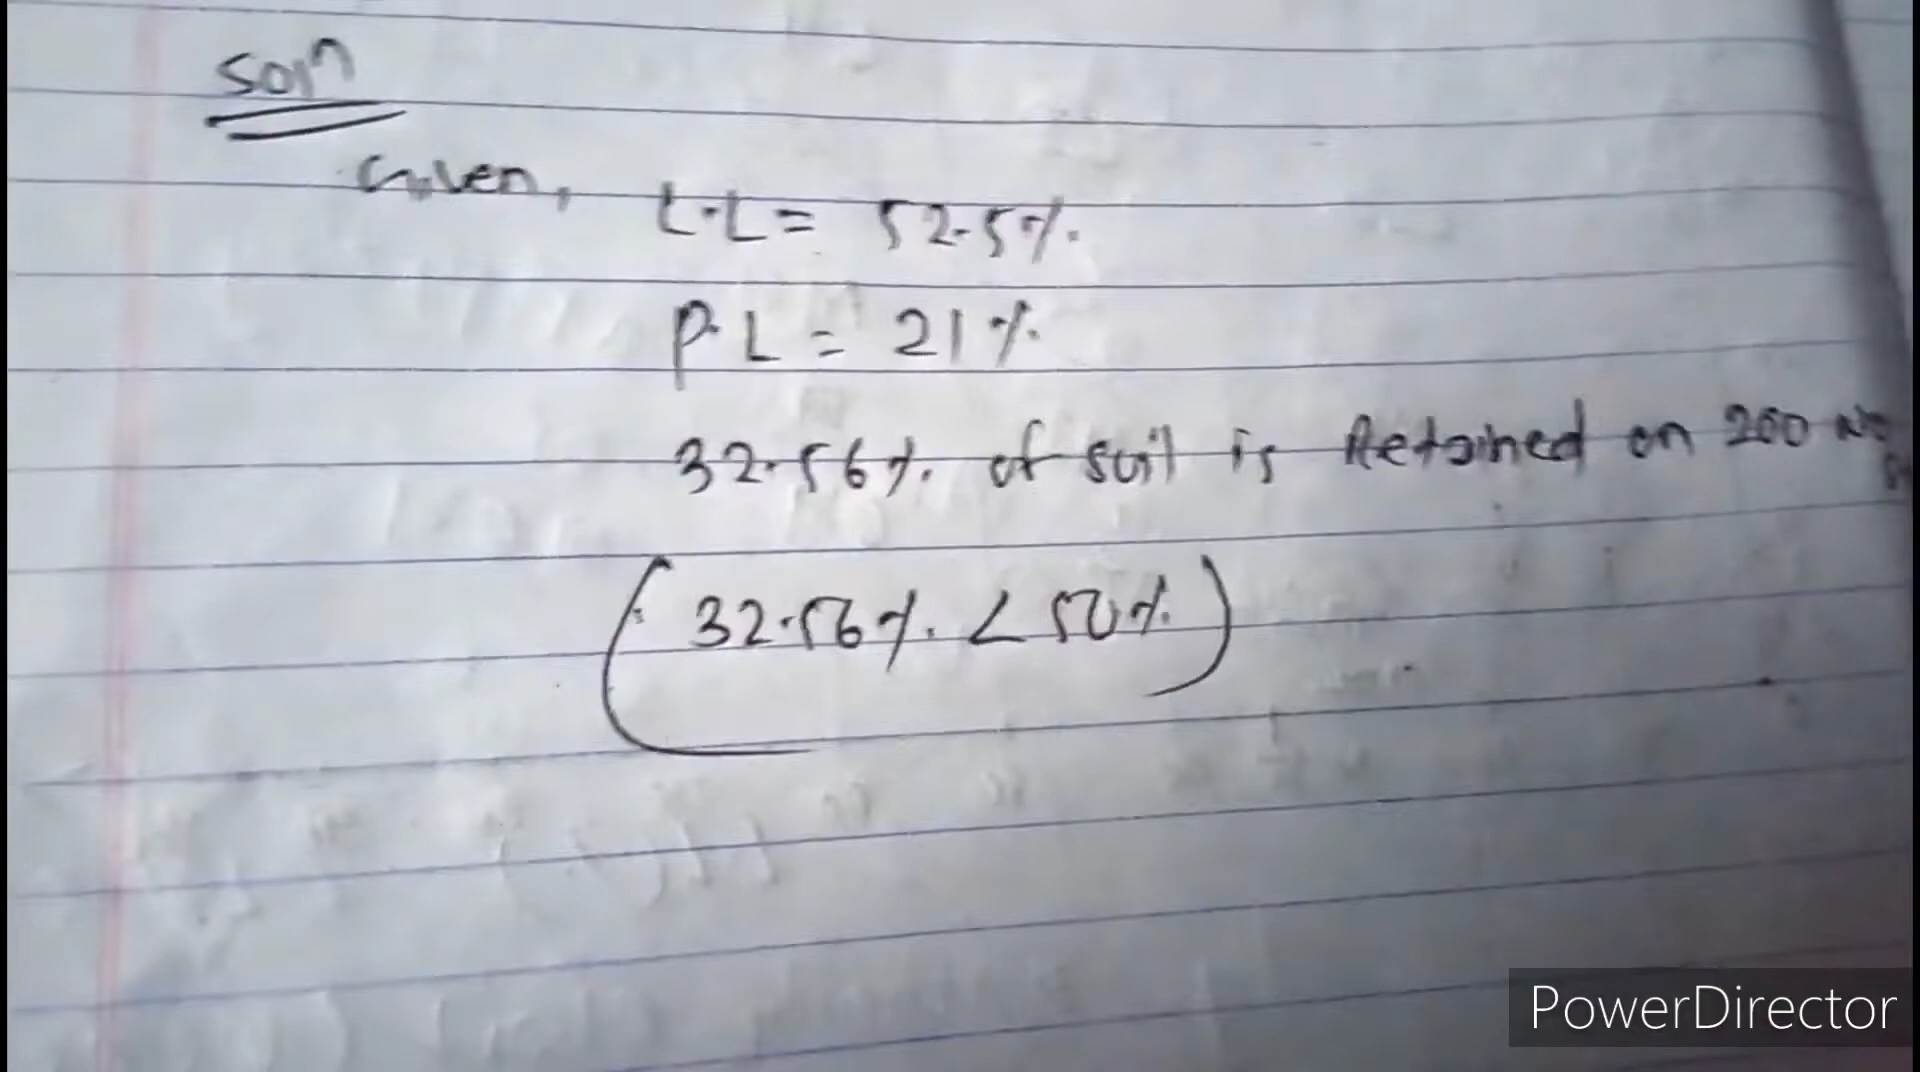 Soln
Given, L.L = 52.5%.
P.L = 21%.
32.56%. of soil is Retained on 200 No
(32.56%. < 50%.)
PowerDirector